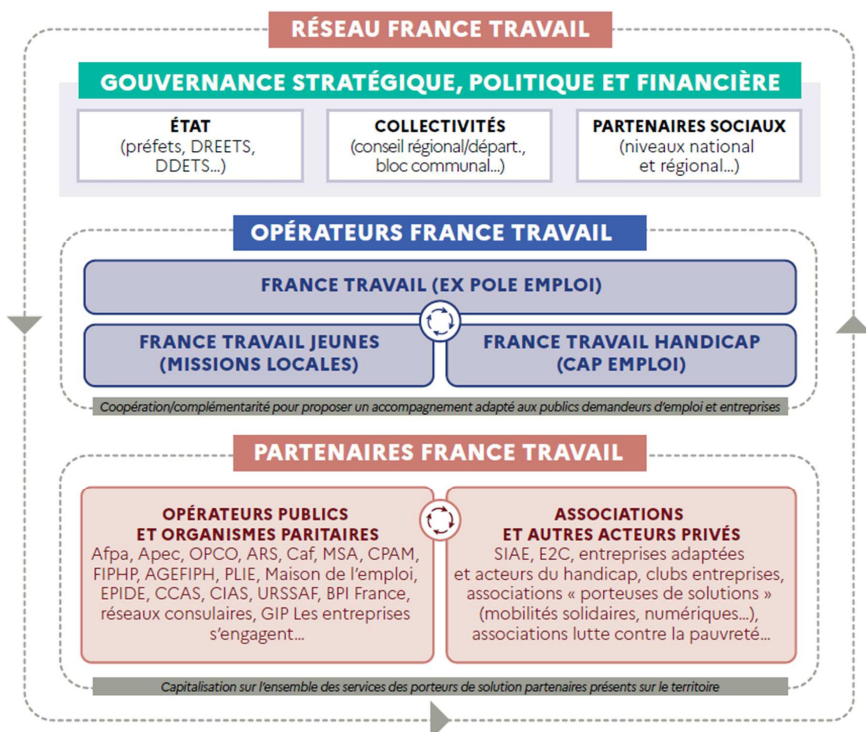 RÉSEAU FRANCE TRAVAIL
GOUVERNANCE STRATÉGIQUE, POLITIQUE ET FINANCIÈRE
ÉTAT
(préfets, DREETS,
DDETS...)
COLLECTIVITÉS
(conseil régional/départ.,
bloc communal...)
PARTENAIRES SOCIAUX
(niveaux national
et régional...)
OPÉRATEURS FRANCE TRAVAIL
FRANCE TRAVAIL (EX POLE EMPLOI)
FRANCE TRAVAIL JEUNES
(MISSIONS LOCALES)
FRANCE TRAVAIL HANDICAP
(CAP EMPLOI)
Coopération/complémentarité pour proposer un accompagnement adapté aux publics demandeurs d'emploi et entreprises
PARTENAIRES FRANCE TRAVAIL
OPÉRATEURS PUBLICS
ET ORGANISMES PARITAIRES
Afpa, Apec, OPCO, ARS, Caf, MSA, CPAM,
FIPHP, AGEFIPH, PLIE, Maison de l'emploi,
EPIDE, CCAS, CIAS, URSSAF, BPI France,
réseaux consulaires, GIP Les entreprises
s'engagent...
ASSOCIATIONS
ET AUTRES ACTEURS PRIVÉS
SIAE, E2C, entreprises adaptées
et acteurs du handicap, clubs entreprises,
associations « porteuses de solutions »
(mobilités solidaires, numériques...),
associations lutte contre la pauvreté...
Capitalisation sur l'ensemble des services des porteurs de solution partenaires présents sur le territoire